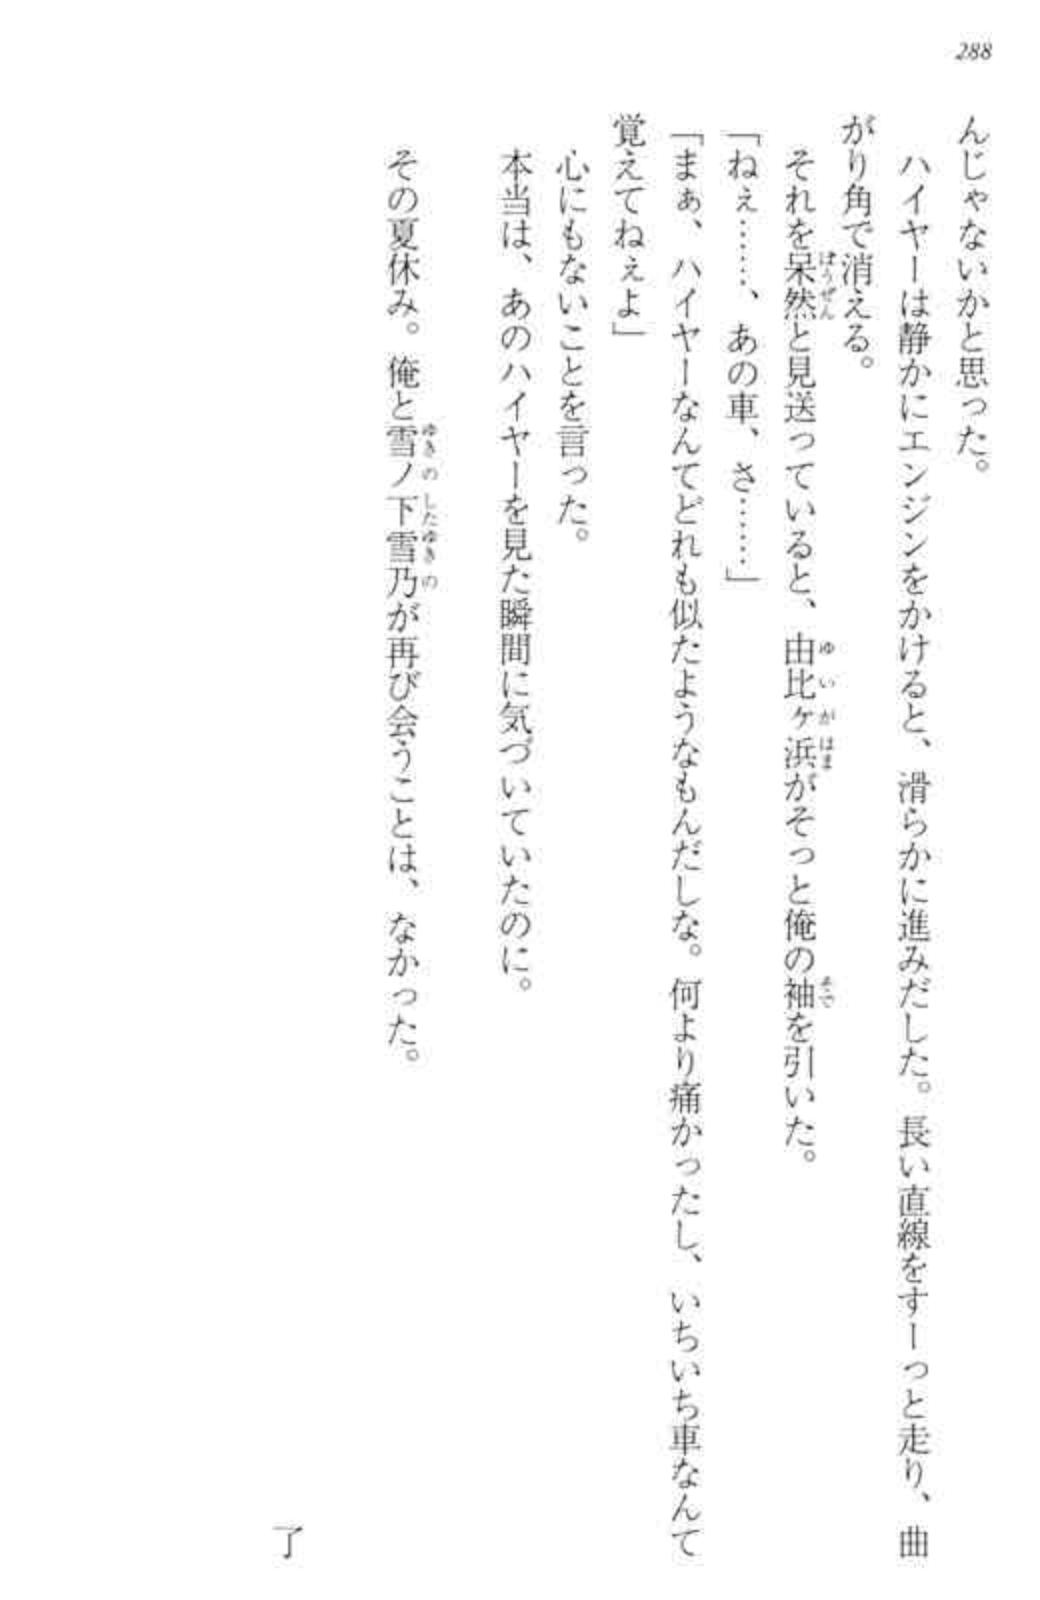 288
んじゃないかと思った。
ハイヤーは静かにエンジンをかけると、滑らかに進みだした。長い直線をすーっと走り、曲
がり角で消える。
それを呆然と見送っていると、由比ヶ浜がそっと俺の袖を引いた。
「ねぇ……、あの車、さ……」
「まぁ、ハイヤーなんてどれも似たようなもんだしな。何より痛かったし、いちいち車なんて
覚えてねぇよ」
心にもないことを言った。
本当は、あのハイヤーを見た瞬間に気づいていたのに。
その夏休み。俺と雪ノ下雪乃が再び会うことは、なかった。
了